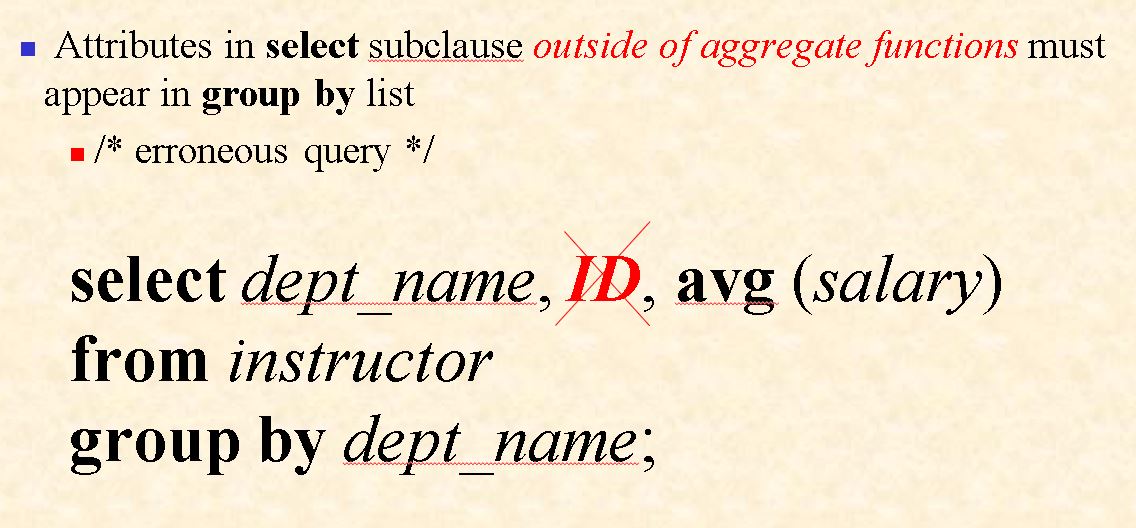 Attributes in select subclause outside of aggregate functions must
appear in group by list
/* erroneous query */
select dept_name, ID, avg (salary)
from instructor
group by dept_name;